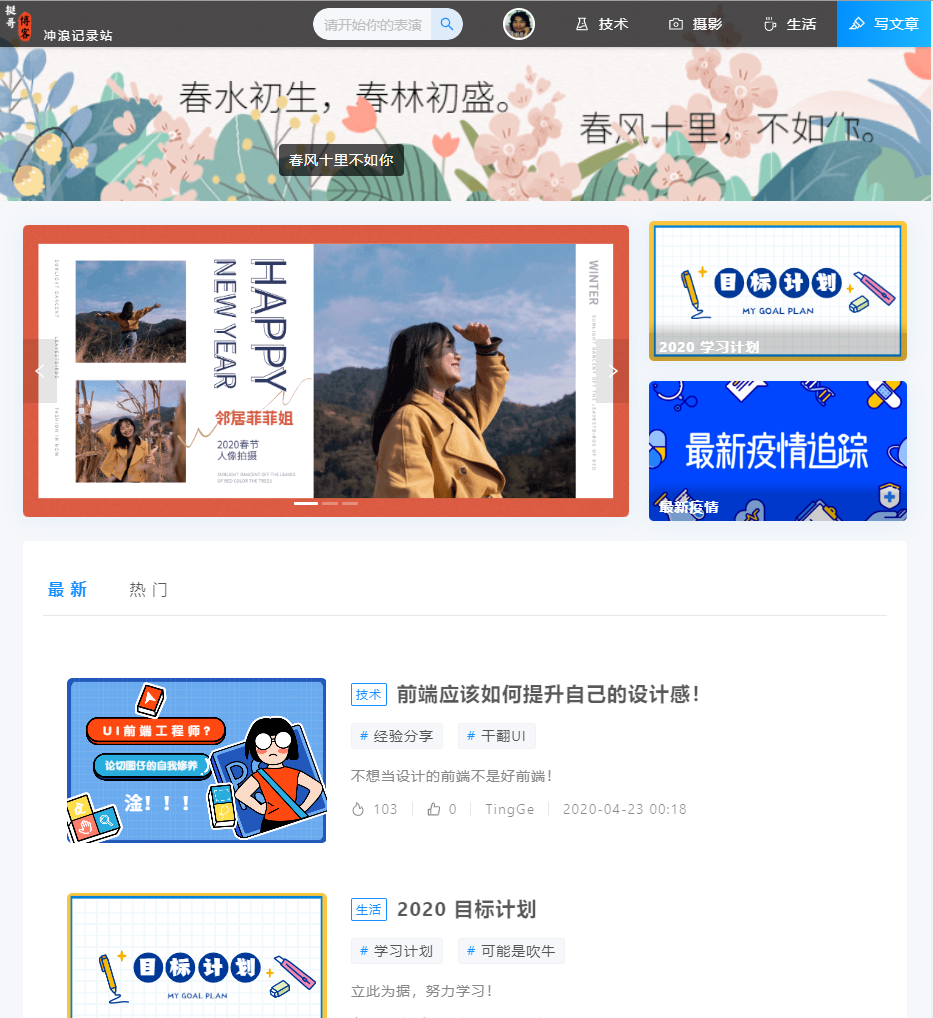 挺哥
博客
冲浪记录站
请开始你的表演
技术
摄影
生活
写文章
春水初生，春林初盛。
春风十里，不如你。
春风十里不如你
HAPPY
NEW YEAR
邻居菲菲姐
2020春节
人像拍摄
WINTER
目标计划
MY GOAL PLAN
2020 学习计划
最新疫情追踪
最新疫情
最新
热门
UI前端工程师？
论切图仔的自我修养
淦！！！
技术 前端应该如何提升自己的设计感！
# 经验分享 # 干翻UI
不想当设计的前端不是好前端！
103 0 TingGe 2020-04-23 00:18
目标计划
MY GOAL PLAN
生活 2020 目标计划
# 学习计划 # 可能是吹牛
立此为据，努力学习！